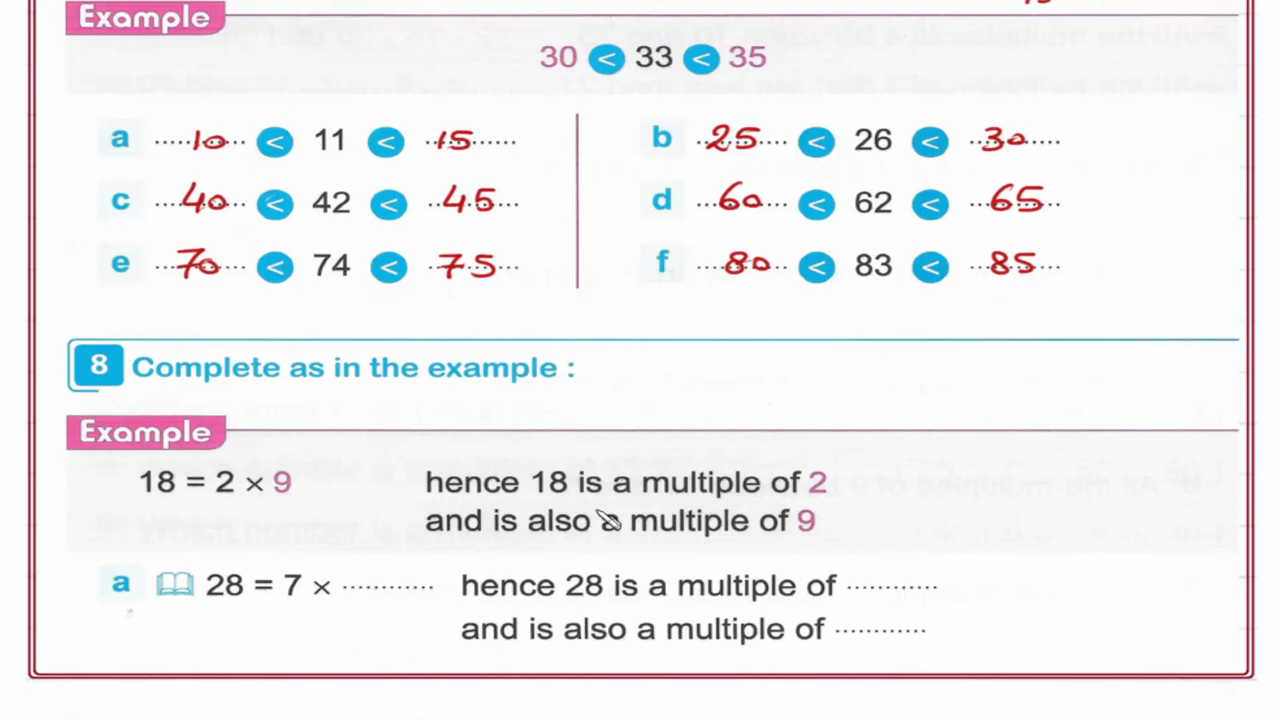 Example
30 < 33 < 35
a 10 < 11 < 15
b 25 < 26 < 30
c 40 < 42 < 45
d 60 < 62 < 65
e 70 < 74 < 75
f 80 < 83 < 85
8 Complete as in the example :
Example
18 = 2 × 9 hence 18 is a multiple of 2
and is also a multiple of 9
a 28 = 7 × ............ hence 28 is a multiple of ............
and is also a multiple of ............